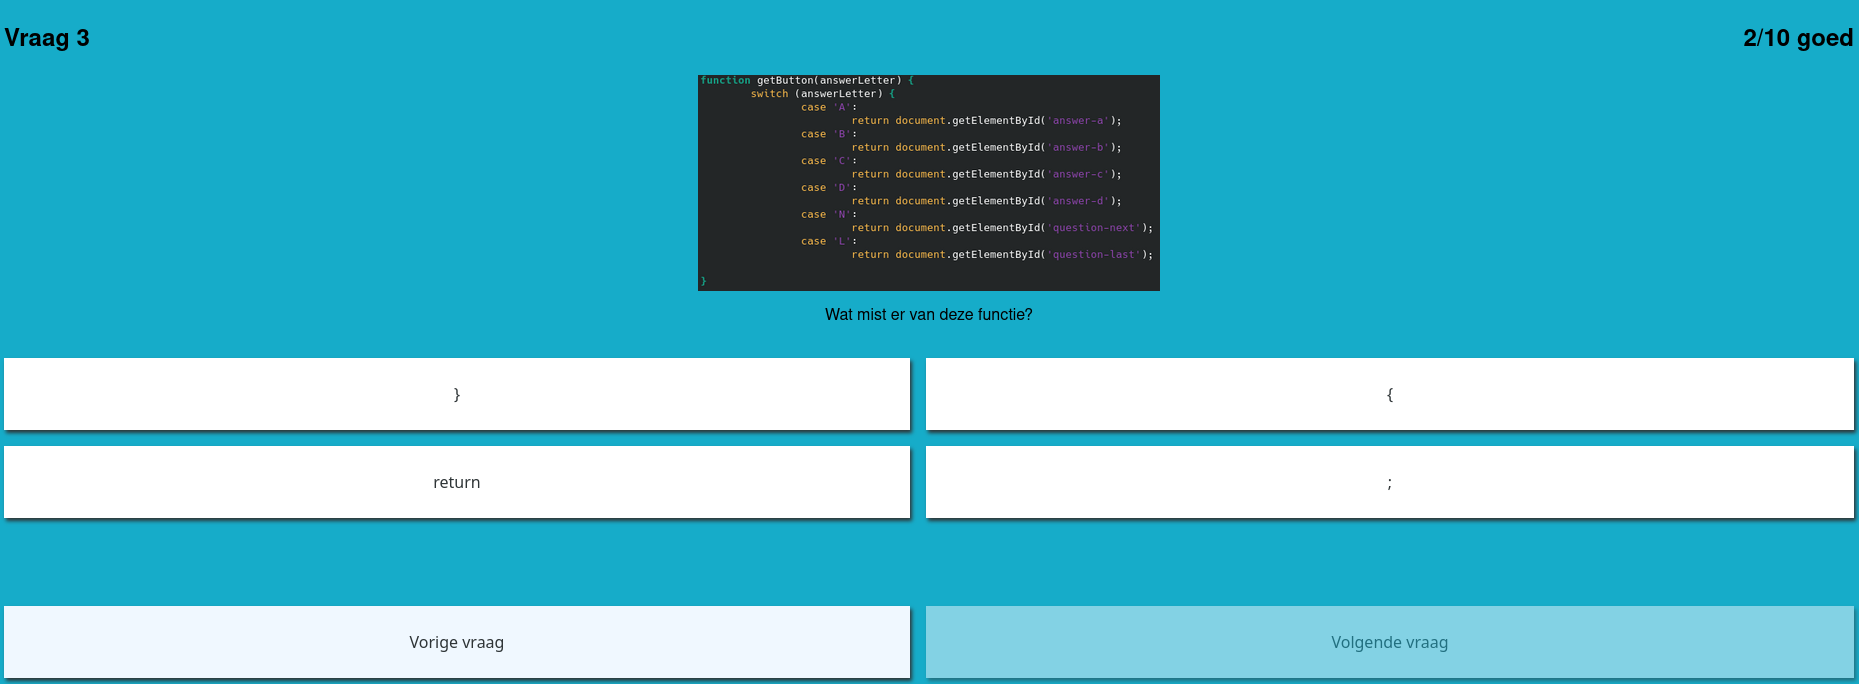 Vraag 3
2/10 goed
function getButton(answerLetter) {
switch (answerLetter) {
case 'A':
return document.getElementById('answer-a');
case 'B':
return document.getElementById('answer-b');
case 'C':
return document.getElementById('answer-c');
case 'D':
return document.getElementById('answer-d');
case 'N':
return document.getElementById('question-next');
case 'L':
return document.getElementById('question-last');
}
Wat mist er van deze functie?
}
{
return
;
Vorige vraag
Volgende vraag